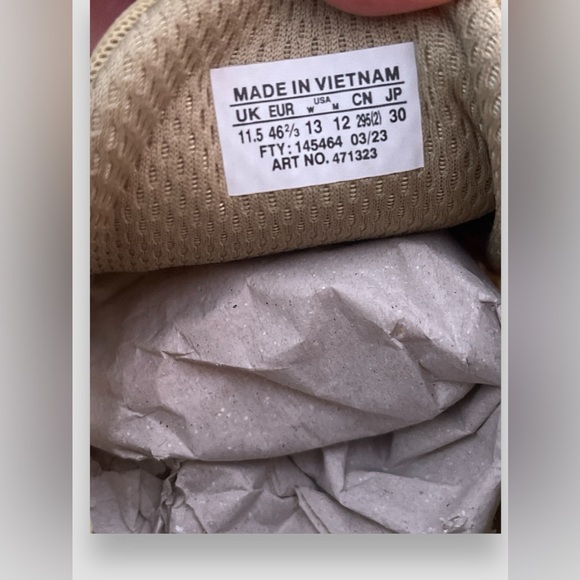 MADE IN VIETNAM
UK EUR USA W M CN JP
11.5 46⅔ 13 12 295(2) 30
FTY: 145464 03/23
ART NO. 471323